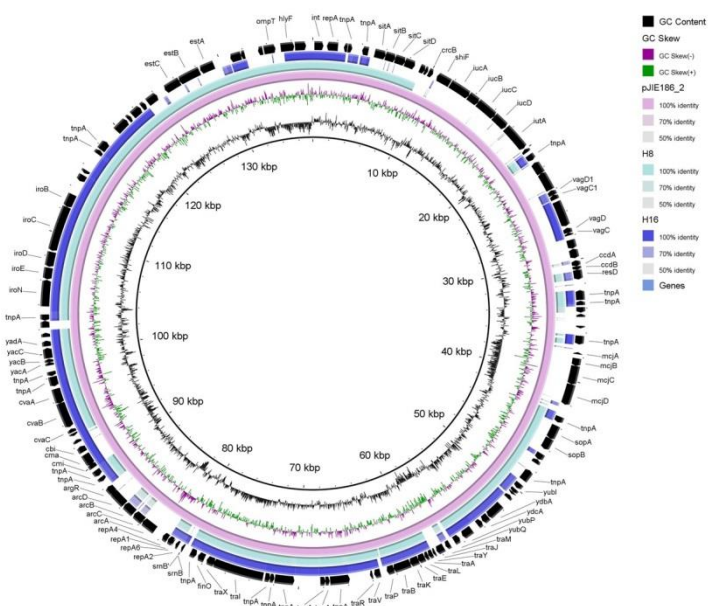 GC Content
GC Skew
GC Skew(-)
GC Skew(+)
pJIE186_2
100% identity
70% identity
50% identity
H8
100% identity
70% identity
50% identity
H16
100% identity
70% identity
50% identity
Genes
int
repA
tnpA
tnpA
sitA
sitB
sitC
sitD
crcB
shiF
iucA
iucB
iucC
iucD
iutA
tnpA
vagD1
vagC1
vagD
vagC
ccdA
ccdB
resD
tnpA
tnpA
tnpA
mcjA
mcjB
mcjC
mcjD
tnpA
sopA
sopB
tnpA
yubI
ydbA
ydcA
yubP
yubQ
traM
traJ
traY
traA
traL
traE
traK
traB
traP
traV
traR
tnpA
tnpA
tnpA
traI
traX
finO
tnpA
srnB
srnB'
repA2
repA6
repA1
repA4
arcA
arcC
arcB
arcD
argR
tnpA
tnpA
cmi
cma
cbi
cvaC
cvaB
cvaA
tnpA
tnpA
yacA
yacB
yacC
yadA
tnpA
iroN
iroE
iroD
iroC
iroB
tnpA
tnpA
estC
estB
estA
ompT
hlyF
10 kbp
20 kbp
30 kbp
40 kbp
50 kbp
60 kbp
70 kbp
80 kbp
90 kbp
100 kbp
110 kbp
120 kbp
130 kbp